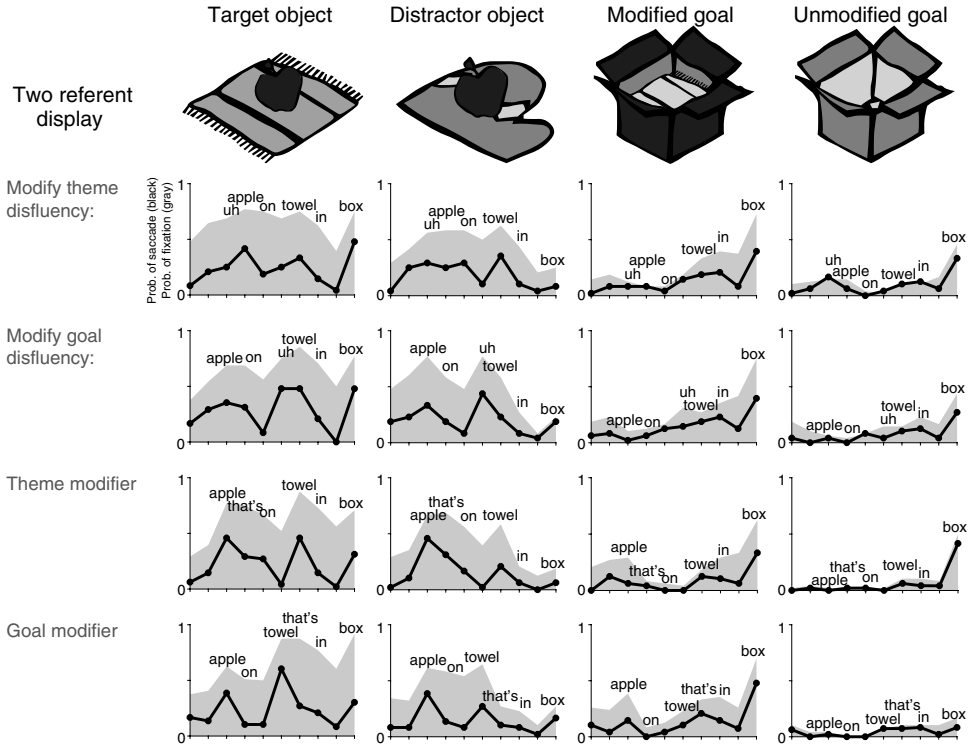 Target object
Distractor object
Modified goal
Unmodified goal
Two referent
display
Modify theme
disfluency:
Prob. of saccade (black)
Prob. of fixation (gray)
1
0
uh
apple
on
towel
in
box
1
0
apple
uh
on
towel
in
box
1
0
uh
apple
on
towel
in
box
1
0
uh
apple
on
towel
in
box
Modify goal
disfluency:
1
0
apple
on
uh
towel
in
box
1
0
apple
on
uh
towel
in
box
1
0
apple
on
uh
towel
in
box
1
0
apple
on
uh
towel
in
box
Theme modifier
1
0
apple
that's
on
towel
in
box
1
0
apple
that's
on
towel
in
box
1
0
apple
that's
on
towel
in
box
1
0
apple
that's
on
towel
in
box
Goal modifier
1
0
apple
on
towel
that's
in
box
1
0
apple
on
towel
that's
in
box
1
0
apple
on
towel
that's
in
box
1
0
apple
on
towel
that's
in
box